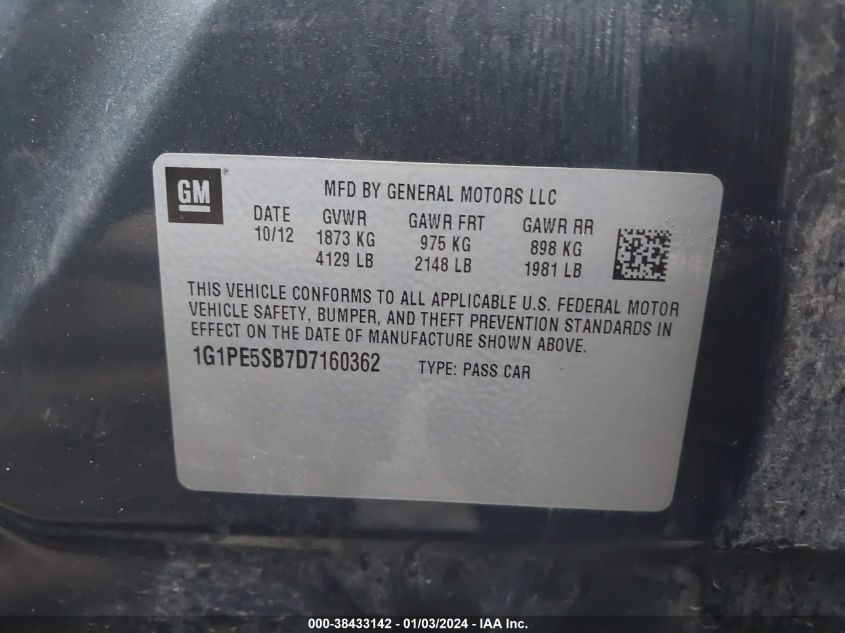 GM
MFD BY GENERAL MOTORS LLC
DATE GVWR GAWR FRT GAWR RR
10/12 1873 KG 975 KG 898 KG
4129 LB 2148 LB 1981 LB
THIS VEHICLE CONFORMS TO ALL APPLICABLE U.S. FEDERAL MOTOR
VEHICLE SAFETY, BUMPER, AND THEFT PREVENTION STANDARDS IN
EFFECT ON THE DATE OF MANUFACTURE SHOWN ABOVE.
1G1PE5SB7D7160362 TYPE: PASS CAR
000-38433142 - 01/03/2024 - IAA Inc.